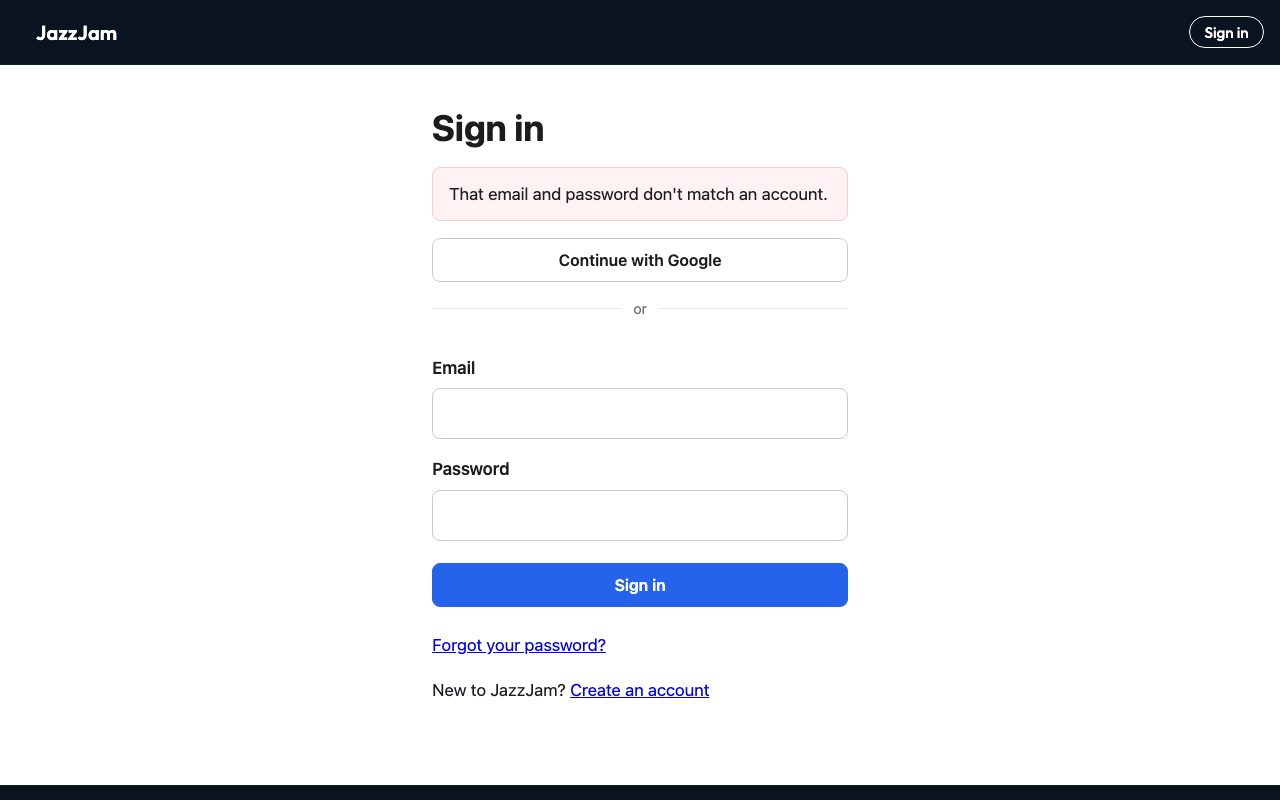 JazzJam
Sign in
Sign in
That email and password don't match an account.
Continue with Google
or
Email
Password
Sign in
Forgot your password?
New to JazzJam? Create an account